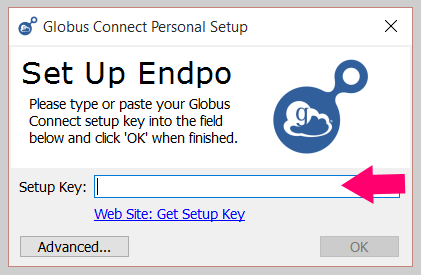 Globus Connect Personal Setup
Set Up Endpo
Please type or paste your Globus
Connect setup key into the field
below and click 'OK' when finished.
g
Setup Key:
Web Site: Get Setup Key
Advanced... OK